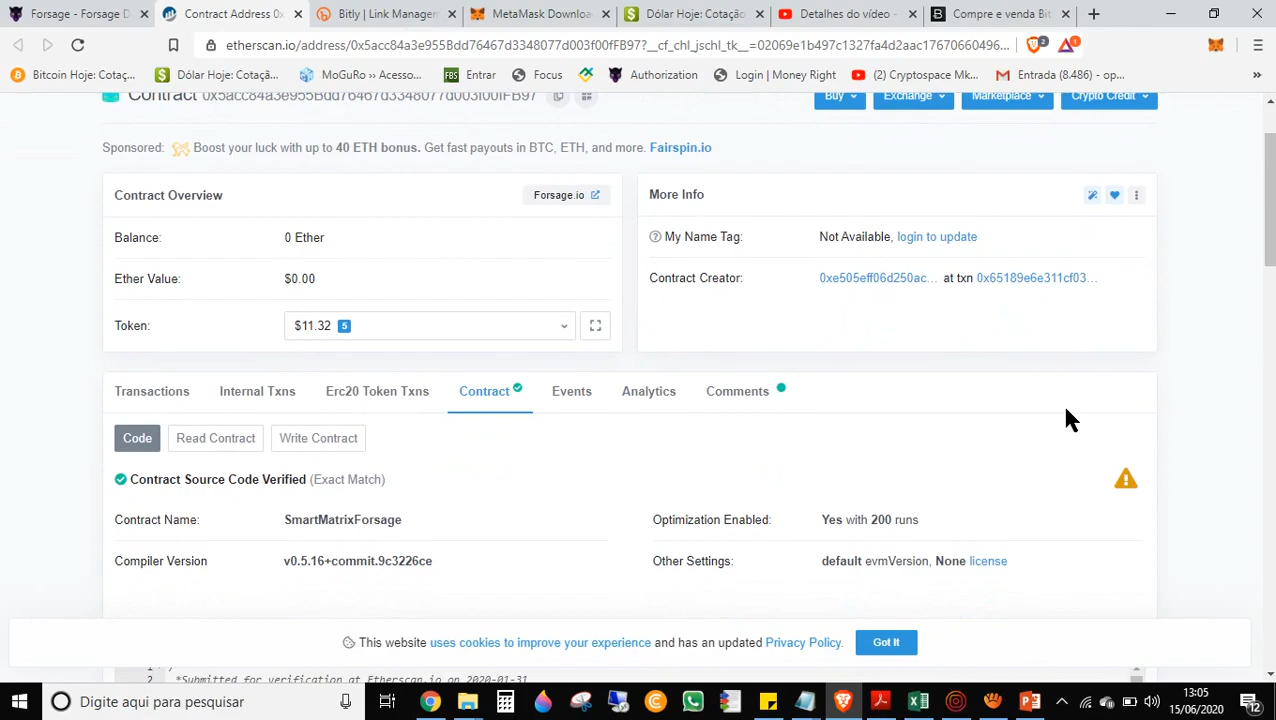 Forsage - Forsage D
Contract Address 0x
Bitly | Link Managem
MetaMask Downloa
Dólar Hoje: Cotação
Detalhes do vídeo -
Compre e venda Bit
etherscan.io/address/0x5acc84a3e955Bdd76467d3348077d003f00fFB97?__cf_chl_jschl_tk__=02069e1b497c1327fa4d2aac17670660496...
2
1
Bitcoin Hoje: Cotaç...
Dólar Hoje: Cotaçã...
MoGuRo ›› Acesso...
FBS Entrar
Focus
Authorization
Login | Money Right
(2) Cryptospace Mk...
Entrada (8.486) - op...
»
Contract 0x5acc84a3e955Bdd76467d3348077d003f00fFB97
Buy
Exchange
Marketplace
Crypto Credit
Sponsored: Boost your luck with up to 40 ETH bonus. Get fast payouts in BTC, ETH, and more. Fairspin.io
Contract Overview
Forsage.io
Balance: 0 Ether
Ether Value: $0.00
Token: $11.32 5
More Info
My Name Tag: Not Available, login to update
Contract Creator: 0xe505eff06d250ac... at txn 0x65189e6e311cf03...
Transactions
Internal Txns
Erc20 Token Txns
Contract
Events
Analytics
Comments
Code
Read Contract
Write Contract
Contract Source Code Verified (Exact Match)
Contract Name: SmartMatrixForsage
Optimization Enabled: Yes with 200 runs
Compiler Version v0.5.16+commit.9c3226ce
Other Settings: default evmVersion, None license
This website uses cookies to improve your experience and has an updated Privacy Policy.
Got It
2 *Submitted for verification at Etherscan.io on 2020-01-31
Digite aqui para pesquisar
13:05
15/06/2020
12